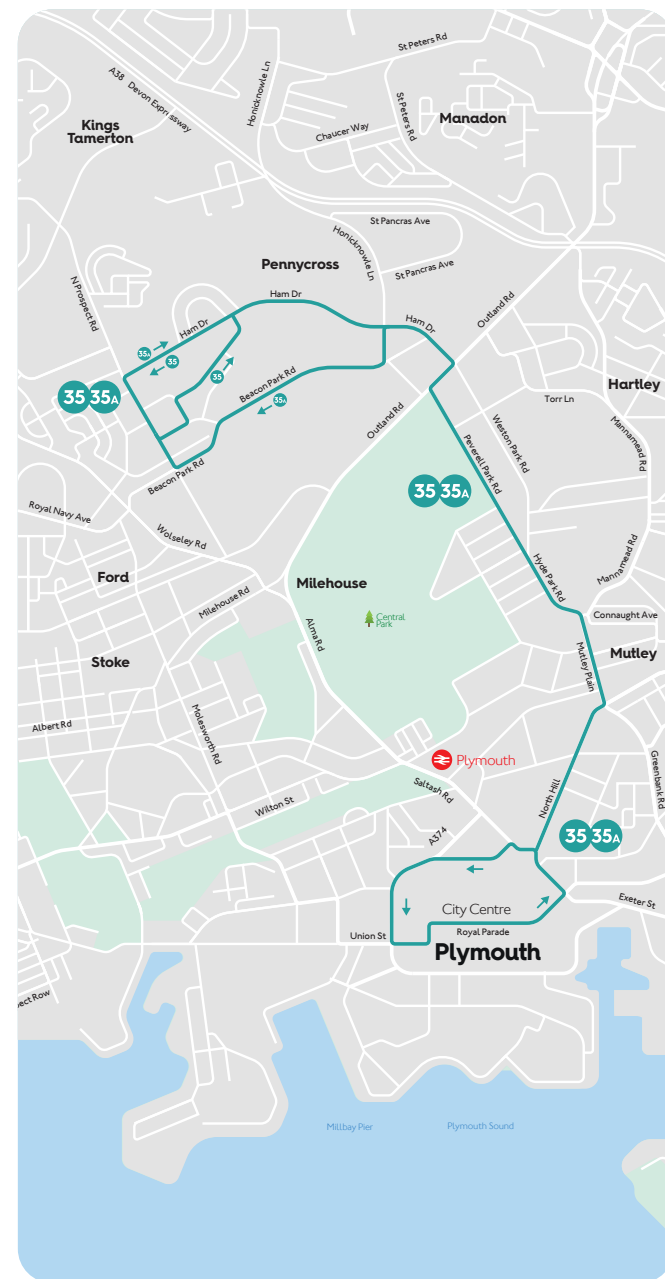 St Peters Rd
A38 Devon Expressway
Honicknowle Ln
St Peters Rd
Kings
Tamerton
Chaucer Way
Manadon
St Pancras Ave
Honicknowle Ln
Pennycross
St Pancras Ave
N Prospect Rd
Ham Dr
Outland Rd
Ham Dr
Ham Dr
35A
35
35
Beacon Park Rd
35A
35 35A
Hartley
Torr Ln
Outland Rd
Weston Park Rd
Mannamead Rd
Peverell Park Rd
Beacon Park Rd
35 35A
Royal Navy Ave
Wolseley Rd
Hyde Park Rd
Mannamead Rd
Ford
Milehouse
Milehouse Rd
Central
Park
Connaught Ave
Alma Rd
Stoke
Mutley Plain
Mutley
Albert Rd
Molesworth Rd
Plymouth
Greenbank Rd
Saltash Rd
North Hill
Wilton St
A374
35 35A
City Centre
Exeter St
Union St
Royal Parade
Plymouth
ect Row
Millbay Pier
Plymouth Sound